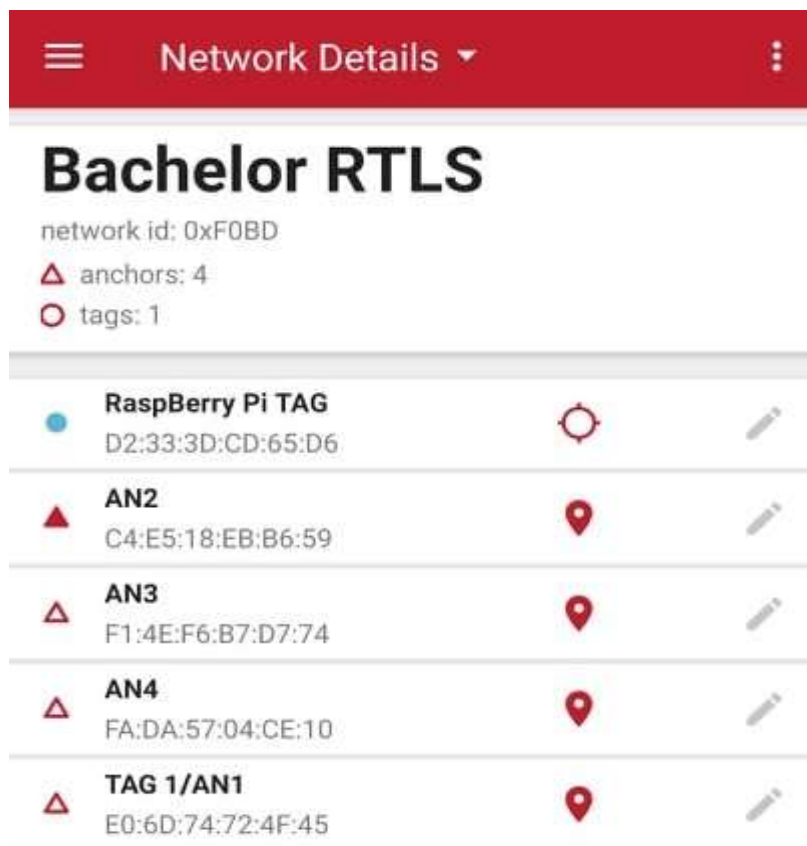 Network Details
Bachelor RTLS
network id: 0xF0BD
anchors: 4
tags: 1
RaspBerry Pi TAG
D2:33:3D:CD:65:D6
AN2
C4:E5:18:EB:B6:59
AN3
F1:4E:F6:B7:D7:74
AN4
FA:DA:57:04:CE:10
TAG 1/AN1
E0:6D:74:72:4F:45